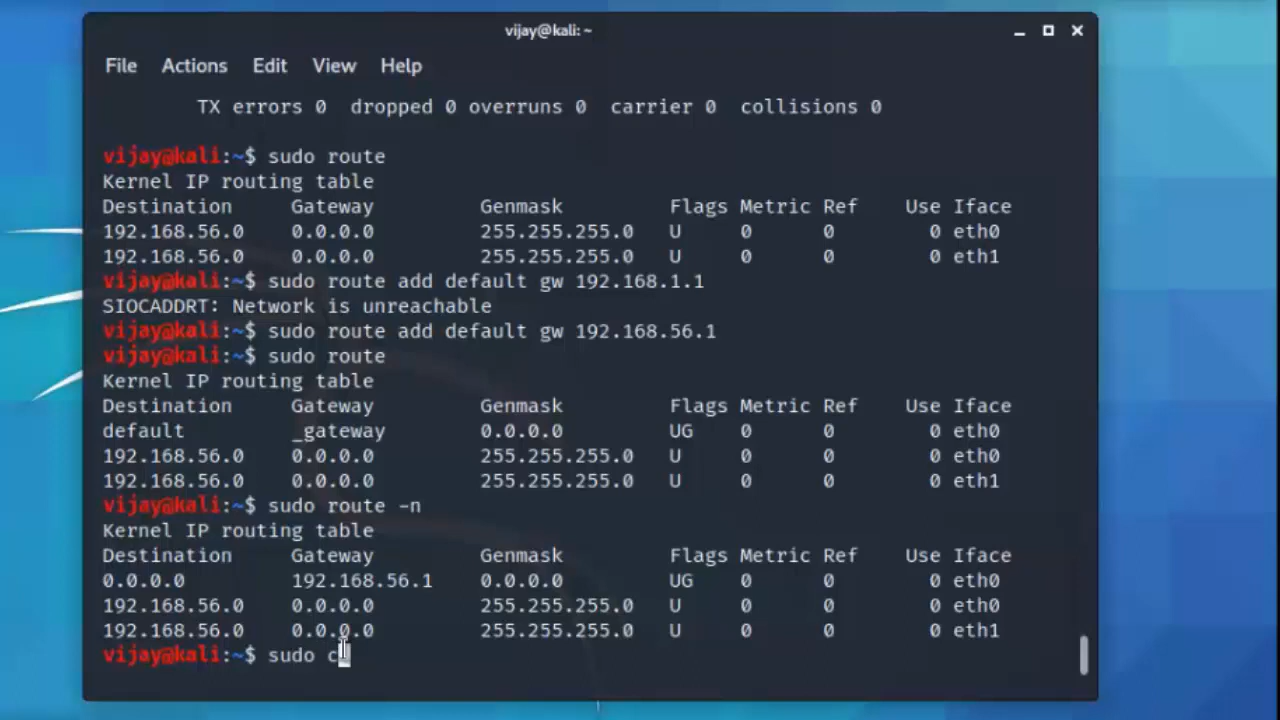 vijay@kali: ~
File Actions Edit View Help
TX errors 0 dropped 0 overruns 0 carrier 0 collisions 0
vijay@kali:~$ sudo route
Kernel IP routing table
Destination Gateway Genmask Flags Metric Ref Use Iface
192.168.56.0 0.0.0.0 255.255.255.0 U 0 0 0 eth0
192.168.56.0 0.0.0.0 255.255.255.0 U 0 0 0 eth1
vijay@kali:~$ sudo route add default gw 192.168.1.1
SIOCADDRT: Network is unreachable
vijay@kali:~$ sudo route add default gw 192.168.56.1
vijay@kali:~$ sudo route
Kernel IP routing table
Destination Gateway Genmask Flags Metric Ref Use Iface
default _gateway 0.0.0.0 UG 0 0 0 eth0
192.168.56.0 0.0.0.0 255.255.255.0 U 0 0 0 eth0
192.168.56.0 0.0.0.0 255.255.255.0 U 0 0 0 eth1
vijay@kali:~$ sudo route -n
Kernel IP routing table
Destination Gateway Genmask Flags Metric Ref Use Iface
0.0.0.0 192.168.56.1 0.0.0.0 UG 0 0 0 eth0
192.168.56.0 0.0.0.0 255.255.255.0 U 0 0 0 eth0
192.168.56.0 0.0.0.0 255.255.255.0 U 0 0 0 eth1
vijay@kali:~$ sudo c